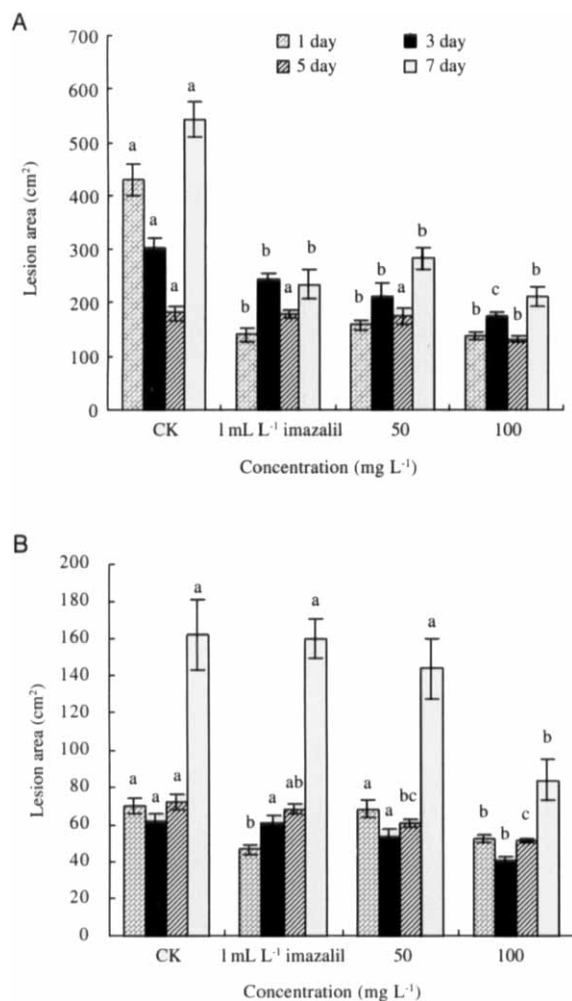 A
1 day 3 day
5 day 7 day
Lesion area (cm²)
700
600
500
400
300
200
100
0
a a a a
b b a b
b b a b
b c b b
CK 1 mL L⁻¹ imazalil 50 100
Concentration (mg L⁻¹)
B
Lesion area (cm²)
200
180
160
140
120
100
80
60
40
20
0
a a a a
b a ab a
a a bc a
b b c b
CK 1 mL L⁻¹ imazalil 50 100
Concentration (mg L⁻¹)